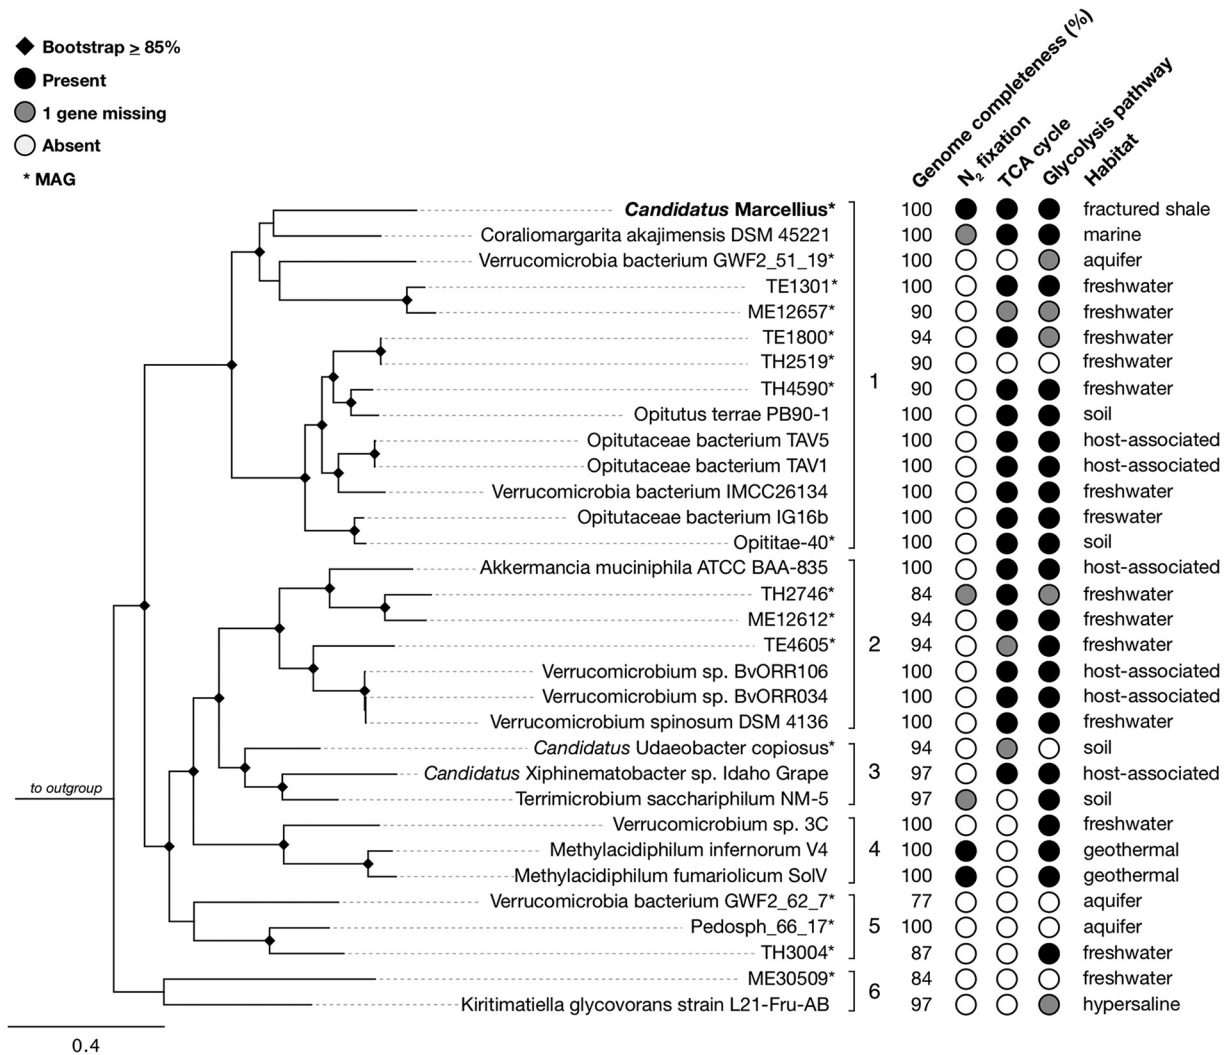 Bootstrap ≥ 85%
Present
1 gene missing
Absent
* MAG
Genome completeness (%)
N2 fixation
TCA cycle
Glycolysis pathway
Habitat
Candidatus Marcellius* 100 fractured shale
Coraliomargarita akajimensis DSM 45221 100 marine
Verrucomicrobia bacterium GWF2_51_19* 100 aquifer
TE1301* 100 freshwater
ME12657* 90 freshwater
TE1800* 94 freshwater
TH2519* 90 freshwater
1
TH4590* 90 freshwater
Opitutus terrae PB90-1 100 soil
Opitutaceae bacterium TAV5 100 host-associated
Opitutaceae bacterium TAV1 100 host-associated
Verrucomicrobia bacterium IMCC26134 100 freshwater
Opitutaceae bacterium IG16b 100 freswater
Opititae-40* 100 soil
Akkermancia muciniphila ATCC BAA-835 100 host-associated
TH2746* 84 freshwater
ME12612* 94 freshwater
TE4605* 2 94 freshwater
Verrucomicrobium sp. BvORR106 100 host-associated
Verrucomicrobium sp. BvORR034 100 host-associated
Verrucomicrobium spinosum DSM 4136 100 freshwater
Candidatus Udaeobacter copiosus* 94 soil
Candidatus Xiphinematobacter sp. Idaho Grape 3 97 host-associated
to outgroup
Terrimicrobium sacchariphilum NM-5 97 soil
Verrucomicrobium sp. 3C 100 freshwater
Methylacidiphilum infernorum V4 4 100 geothermal
Methylacidiphilum fumariolicum SolV 100 geothermal
Verrucomicrobia bacterium GWF2_62_7* 77 aquifer
Pedosph_66_17* 5 100 aquifer
TH3004* 87 freshwater
ME30509* 84 freshwater
6
Kiritimatiella glycovorans strain L21-Fru-AB 97 hypersaline
0.4